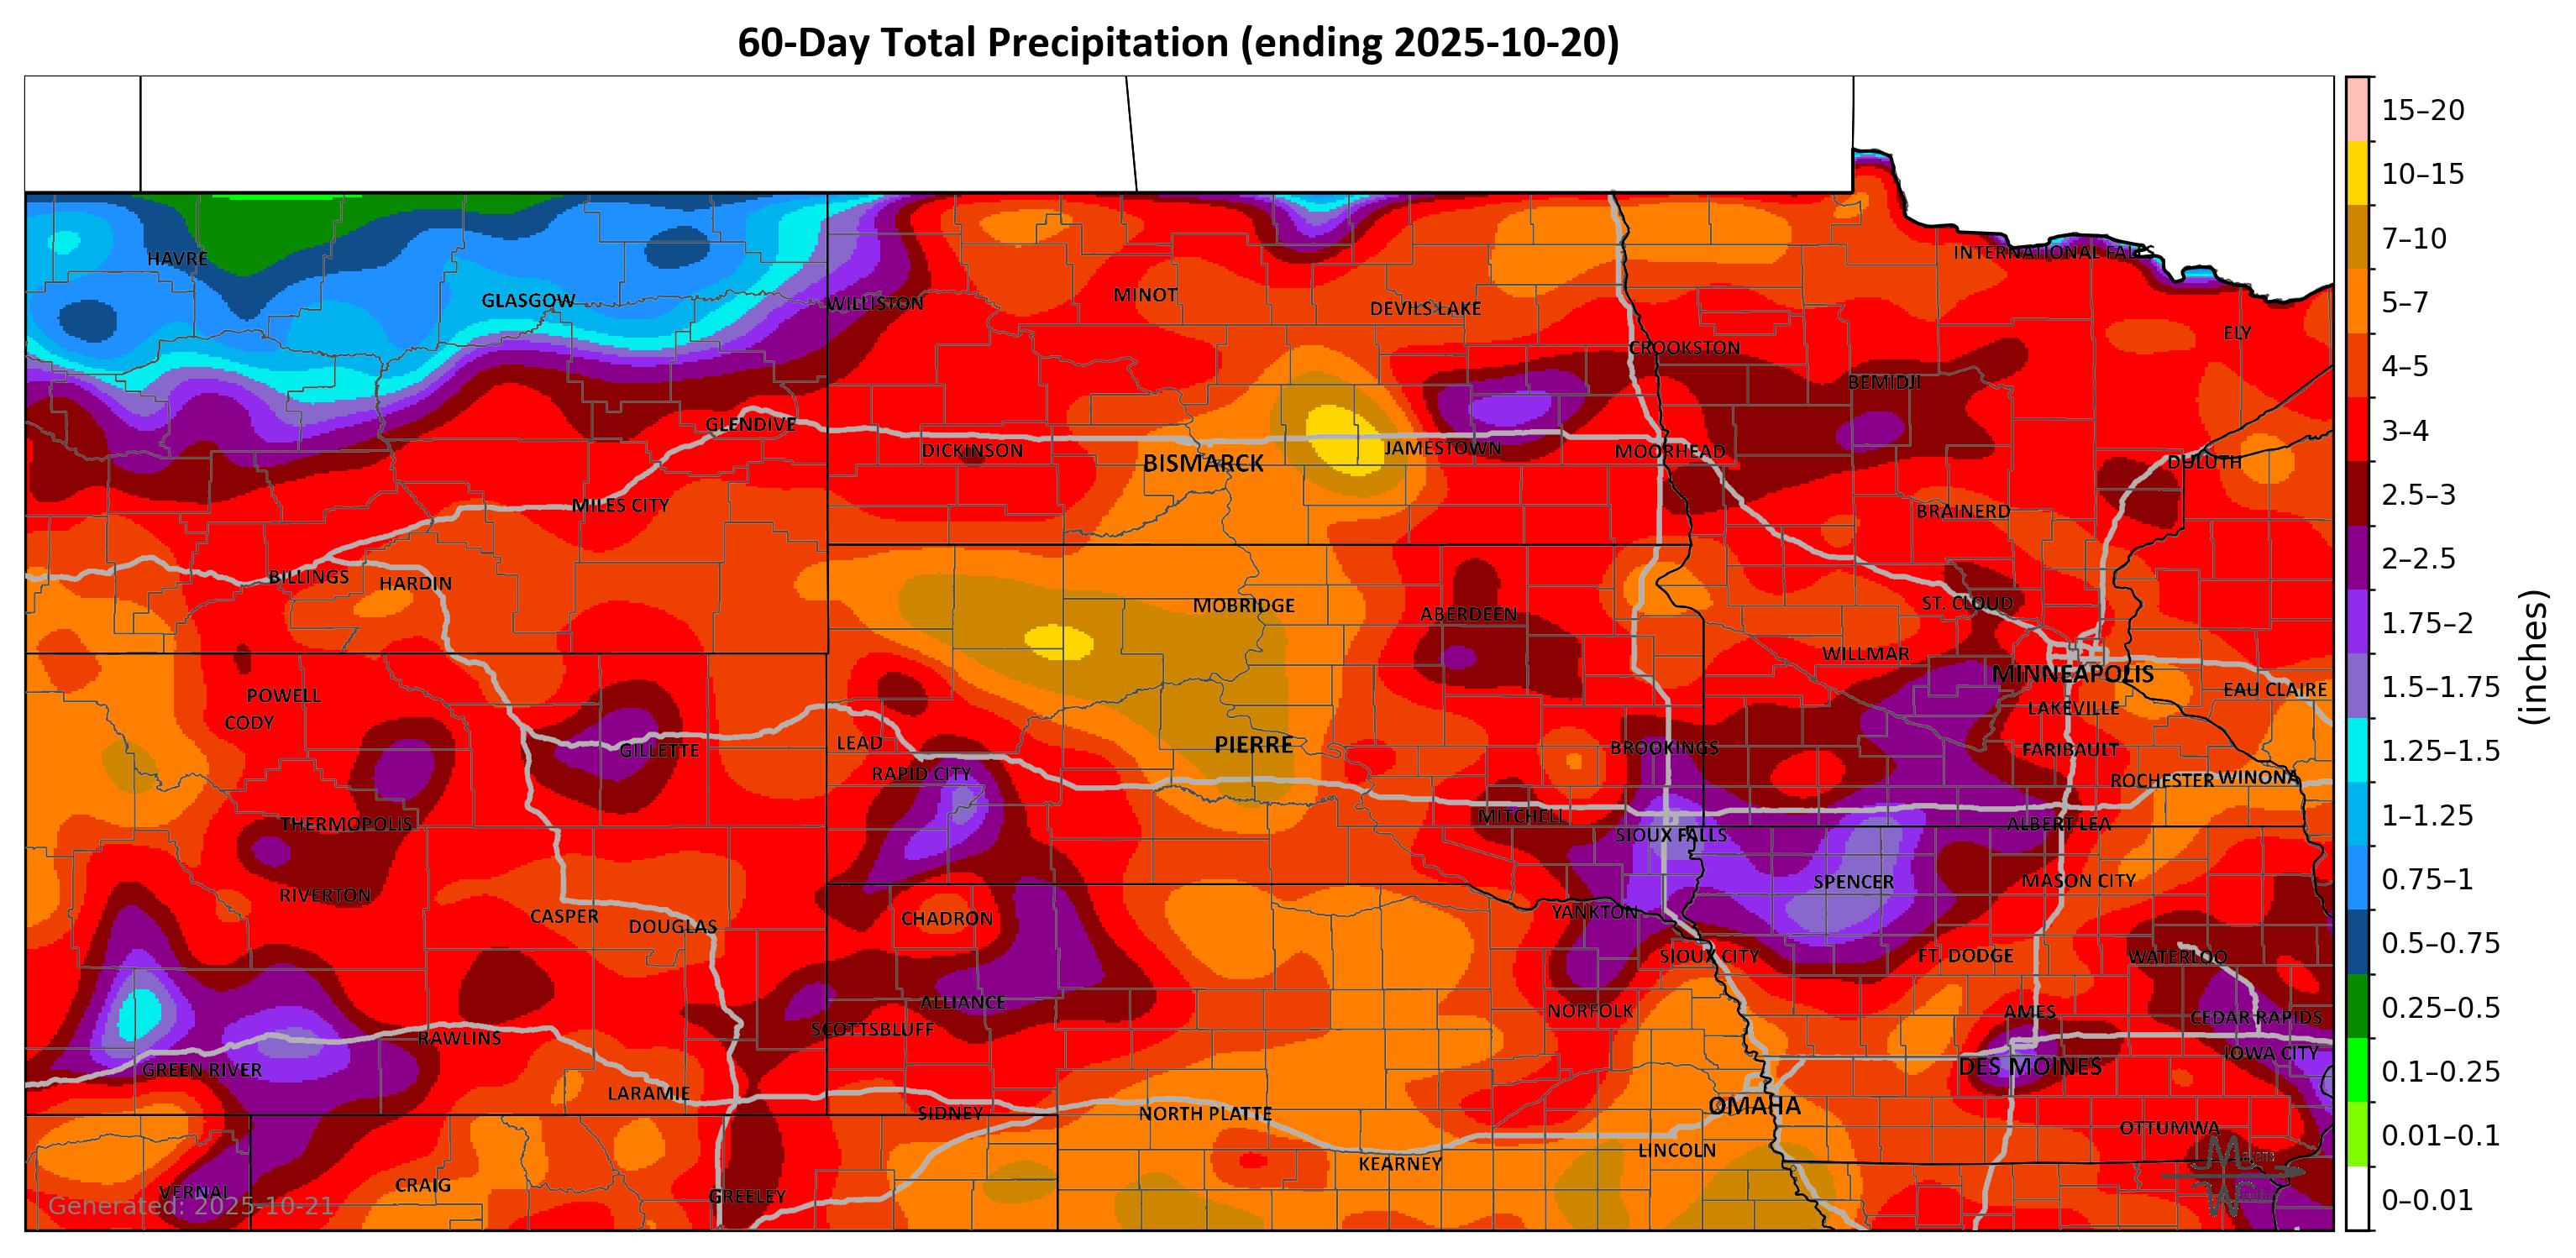 60-Day Total Precipitation (ending 2025-10-20)
INTERNATIONAL FALLS
HAVRE
GLASGOW
WILLISTON
MINOT
DEVILS LAKE
ELY
CROOKSTON
BEMIDJI
GLENDIVE
DICKINSON
BISMARCK
JAMESTOWN
MOORHEAD
DULUTH
MILES CITY
BRAINERD
BILLINGS
HARDIN
MOBRIDGE
ABERDEEN
ST. CLOUD
WILLMAR
MINNEAPOLIS
EAU CLAIRE
POWELL
CODY
LAKEVILLE
GILLETTE
LEAD
PIERRE
BROOKINGS
FARIBAULT
RAPID CITY
ROCHESTER
WINONA
THERMOPOLIS
MITCHELL
SIOUX FALLS
ALBERT LEA
RIVERTON
SPENCER
MASON CITY
CASPER
DOUGLAS
CHADRON
YANKTON
SIOUX CITY
FT. DODGE
WATERLOO
ALLIANCE
NORFOLK
AMES
CEDAR RAPIDS
SCOTTSBLUFF
RAWLINS
IOWA CITY
GREEN RIVER
DES MOINES
LARAMIE
SIDNEY
NORTH PLATTE
OMAHA
OTTUMWA
KEARNEY
LINCOLN
VERNAL
CRAIG
GREELEY
Generated: 2025-10-21
15–20
10–15
7–10
5–7
4–5
3–4
2.5–3
2–2.5
1.75–2
1.5–1.75
1.25–1.5
1–1.25
0.75–1
0.5–0.75
0.25–0.5
0.1–0.25
0.01–0.1
0–0.01
(inches)